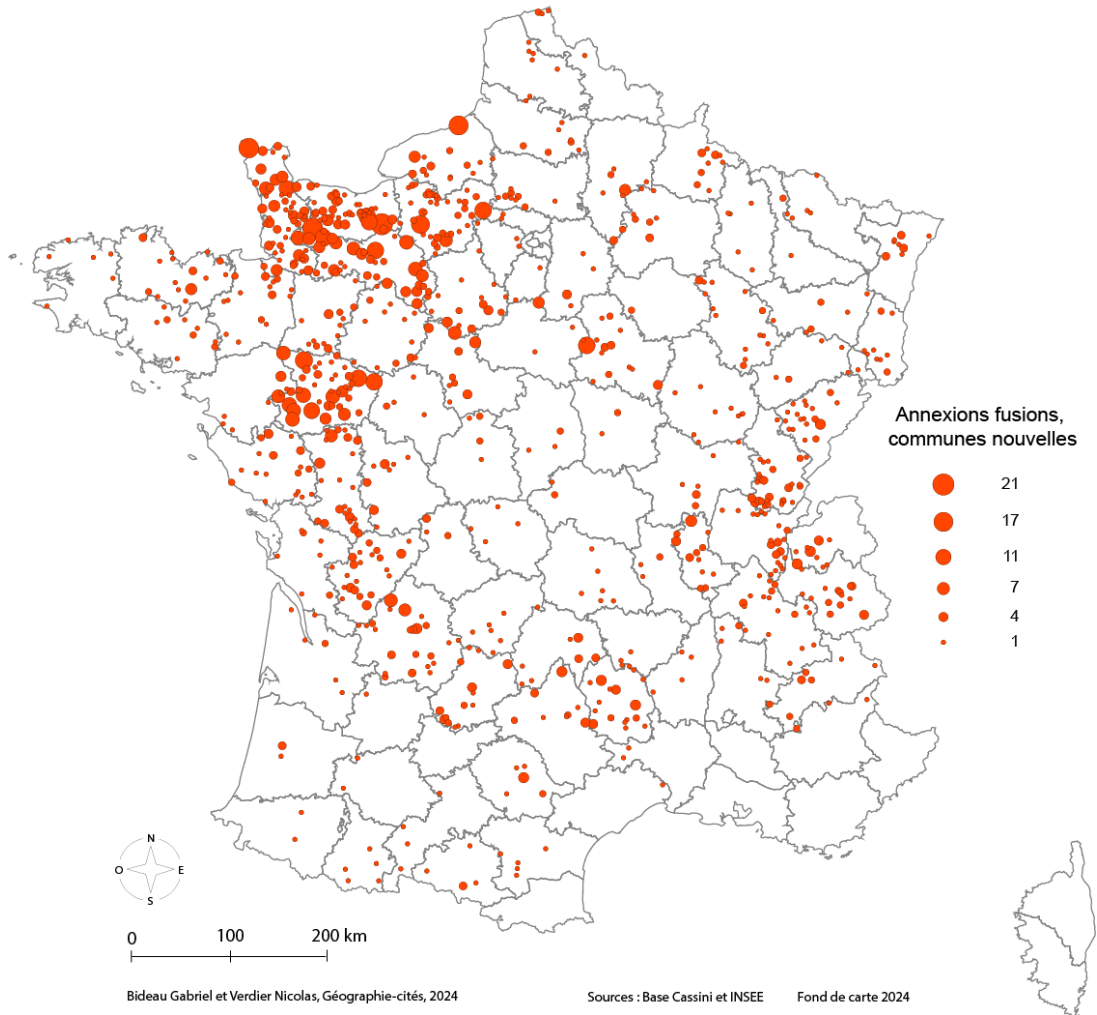 Annexions fusions,
communes nouvelles
21
17
11
7
4
1
N
O E
S
0 100 200 km
Bideau Gabriel et Verdier Nicolas, Géographie-cités, 2024 Sources : Base Cassini et INSEE Fond de carte 2024